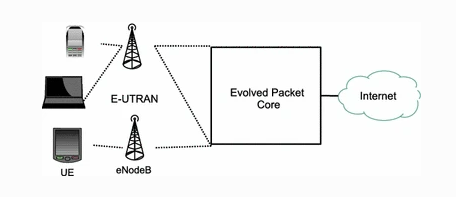 E-UTRAN
Evolved Packet
Core
Internet
UE
eNodeB